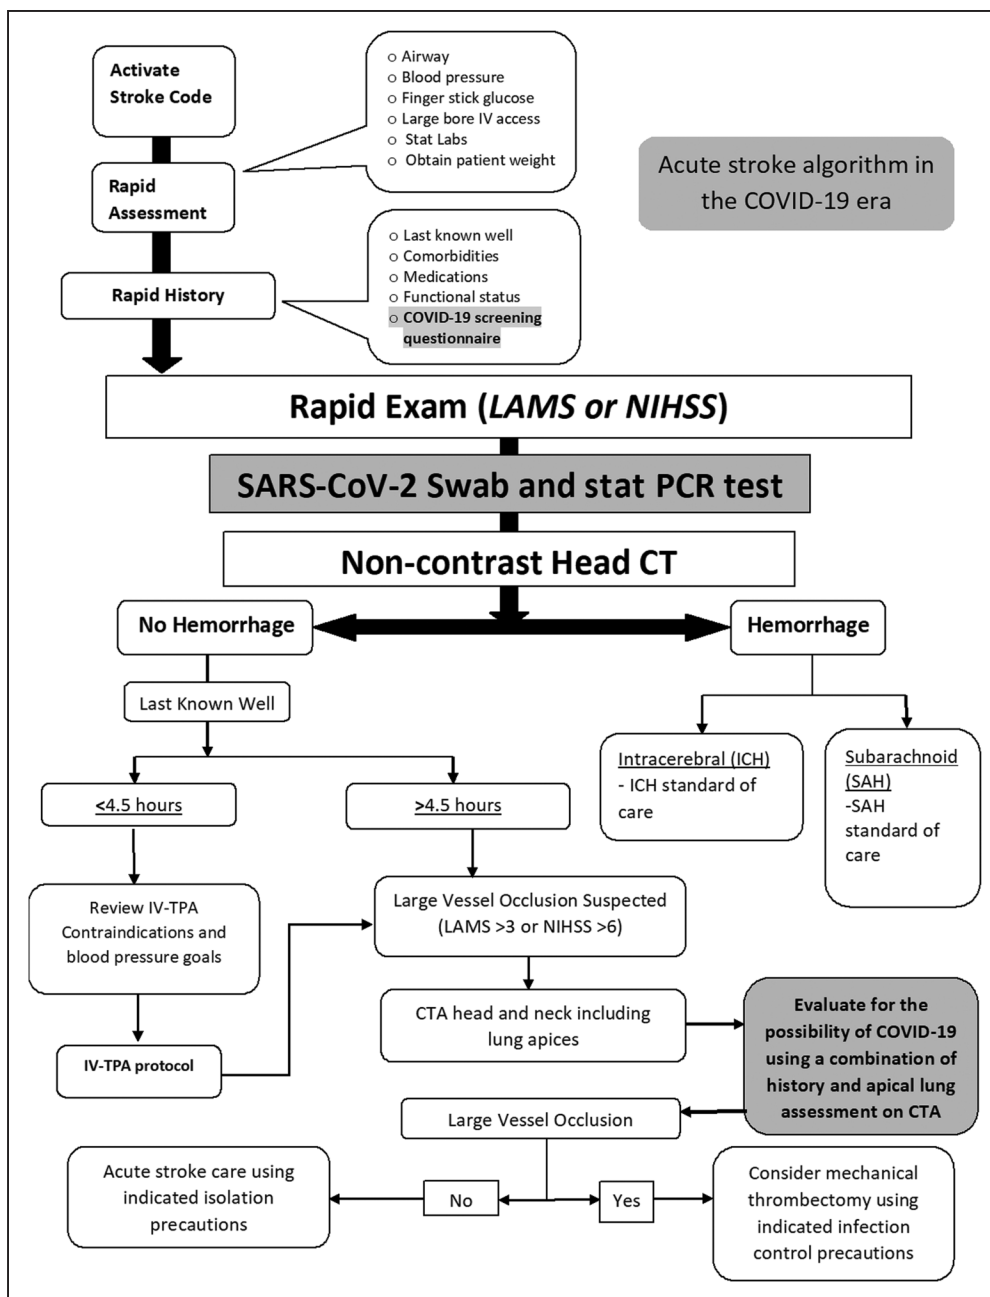 Activate
Stroke Code
o Airway
o Blood pressure
o Finger stick glucose
o Large bore IV access
o Stat Labs
o Obtain patient weight
Acute stroke algorithm in
the COVID-19 era
Rapid
Assessment
o Last known well
o Comorbidities
o Medications
o Functional status
o COVID-19 screening
questionnaire
Rapid History
Rapid Exam (LAMS or NIHSS)
SARS-CoV-2 Swab and stat PCR test
Non-contrast Head CT
No Hemorrhage
Hemorrhage
Last Known Well
Intracerebral (ICH)
- ICH standard of
care
Subarachnoid
(SAH)
-SAH
standard of
care
<4.5 hours
>4.5 hours
Review IV-TPA
Contraindications and
blood pressure goals
Large Vessel Occlusion Suspected
(LAMS >3 or NIHSS >6)
IV-TPA protocol
CTA head and neck including
lung apices
Evaluate for the
possibility of COVID-19
using a combination of
history and apical lung
assessment on CTA
Large Vessel Occlusion
Acute stroke care using
indicated isolation
precautions
No
Yes
Consider mechanical
thrombectomy using
indicated infection
control precautions